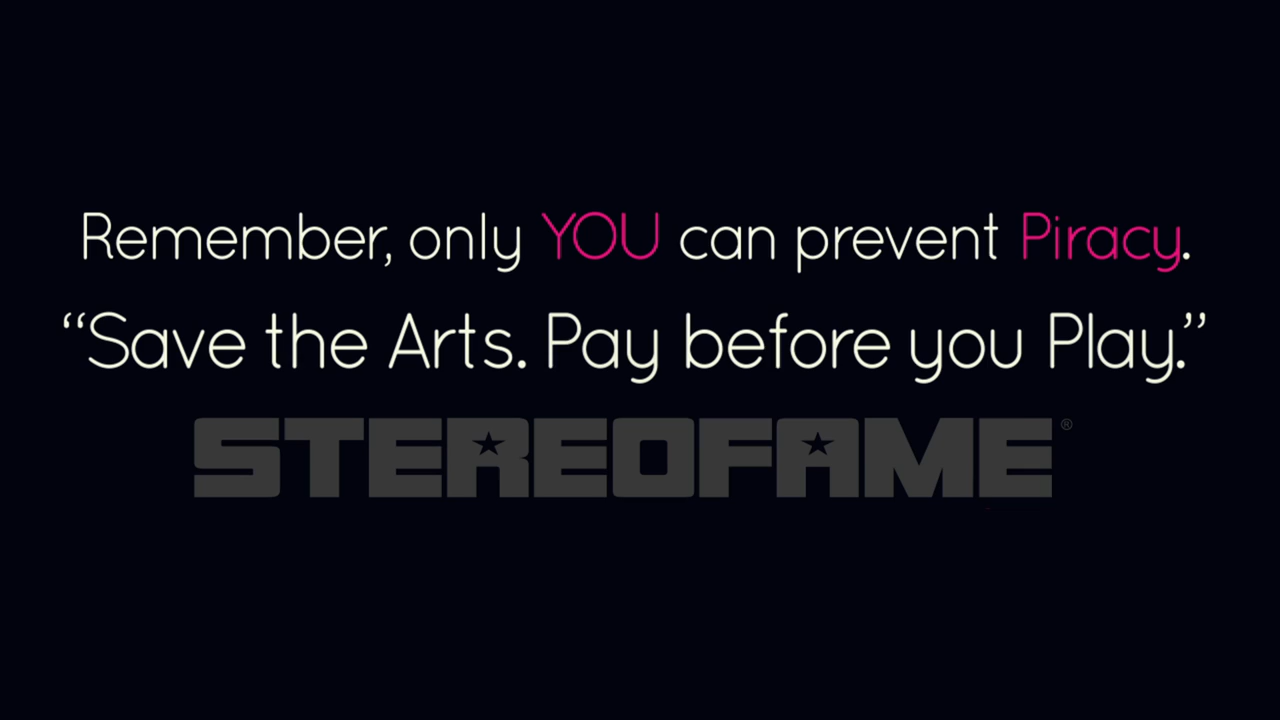 Remember, only YOU can prevent Piracy.
“Save the Arts. Pay before you Play.”
STEREOFAME®